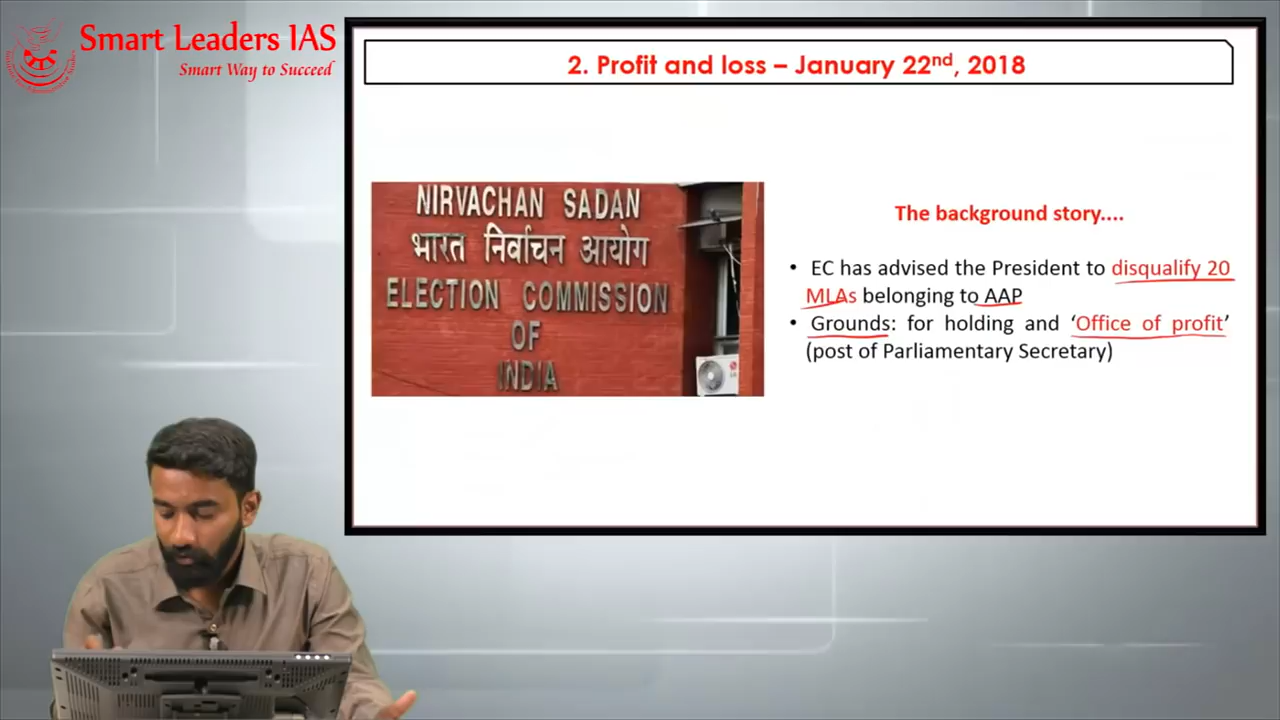 Smart Leaders IAS
Smart Way to Succeed
2. Profit and loss – January 22nd, 2018
NIRVACHAN SADAN
भारत निर्वाचन आयोग
ELECTION COMMISSION
OF
INDIA
The background story....
• EC has advised the President to disqualify 20
MLAs belonging to AAP
• Grounds: for holding and ‘Office of profit’
(post of Parliamentary Secretary)